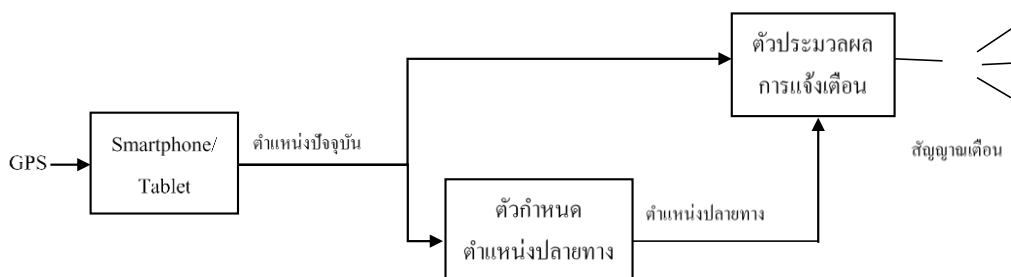 ตัวประมวลผล
การแจ้งเตือน
Smartphone/
Tablet
ตำแหน่งปัจจุบัน
GPS
สัญญาณเตือน
ตัวกำหนด
ตำแหน่งปลายทาง
ตำแหน่งปลายทาง